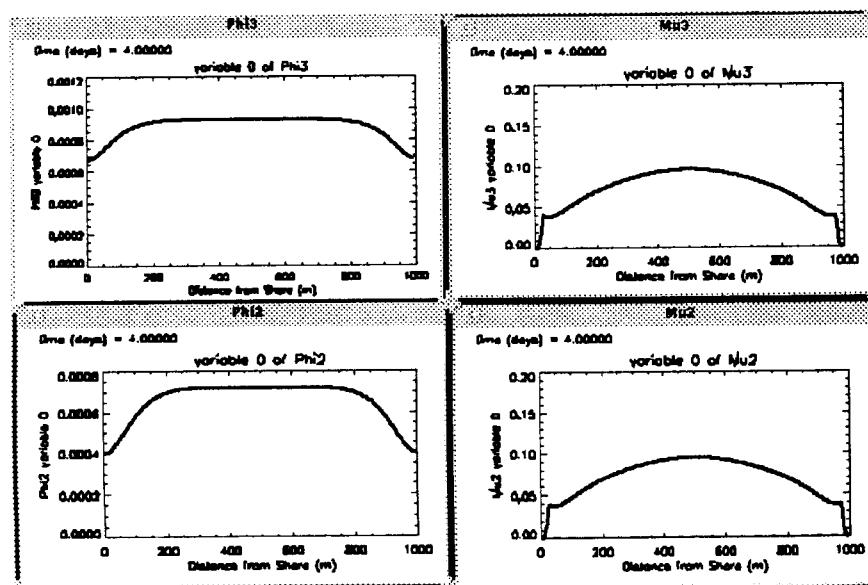 Phi3
Time (days) = 4.00000
variable 0 of Phi3
0.0012
0.0010
0.0008
0.0006
0.0004
0.0002
0.0000
Phi3 variable 0
0 200 400 600 800 1000
Distance from Shore (m)
Mu3
Time (days) = 4.00000
variable 0 of Mu3
0.20
0.15
0.10
0.05
0.00
Mu3 variable 0
0 200 400 600 800 1000
Distance from Shore (m)
Phi2
Time (days) = 4.00000
variable 0 of Phi2
0.0008
0.0006
0.0004
0.0002
0.0000
Phi2 variable 0
0 200 400 600 800 1000
Distance from Shore (m)
Mu2
Time (days) = 4.00000
variable 0 of Mu2
0.20
0.15
0.10
0.05
0.00
Mu2 variable 0
0 200 400 600 800 1000
Distance from Shore (m)